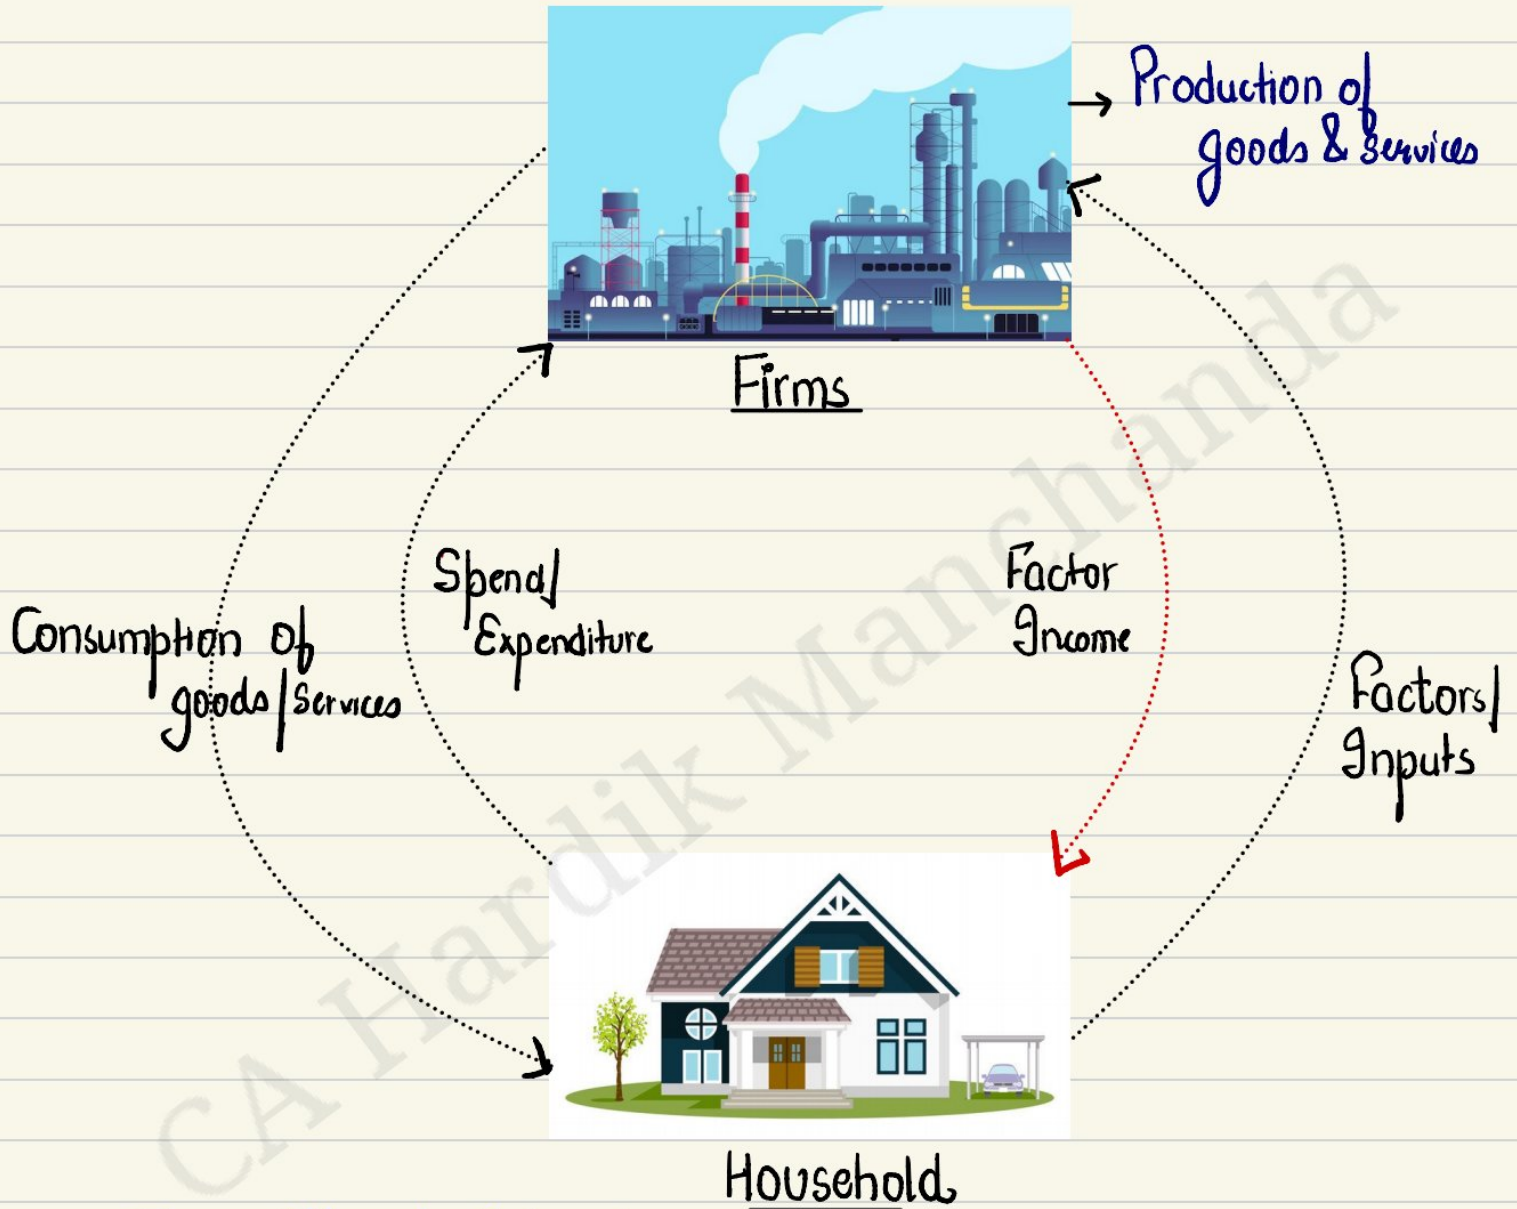 Production of
goods & Services
Firms
Spend/
Expenditure
Factor
Income
Consumption of
goods/Services
Factors/
Inputs
Household
CA Hardik Manchanda